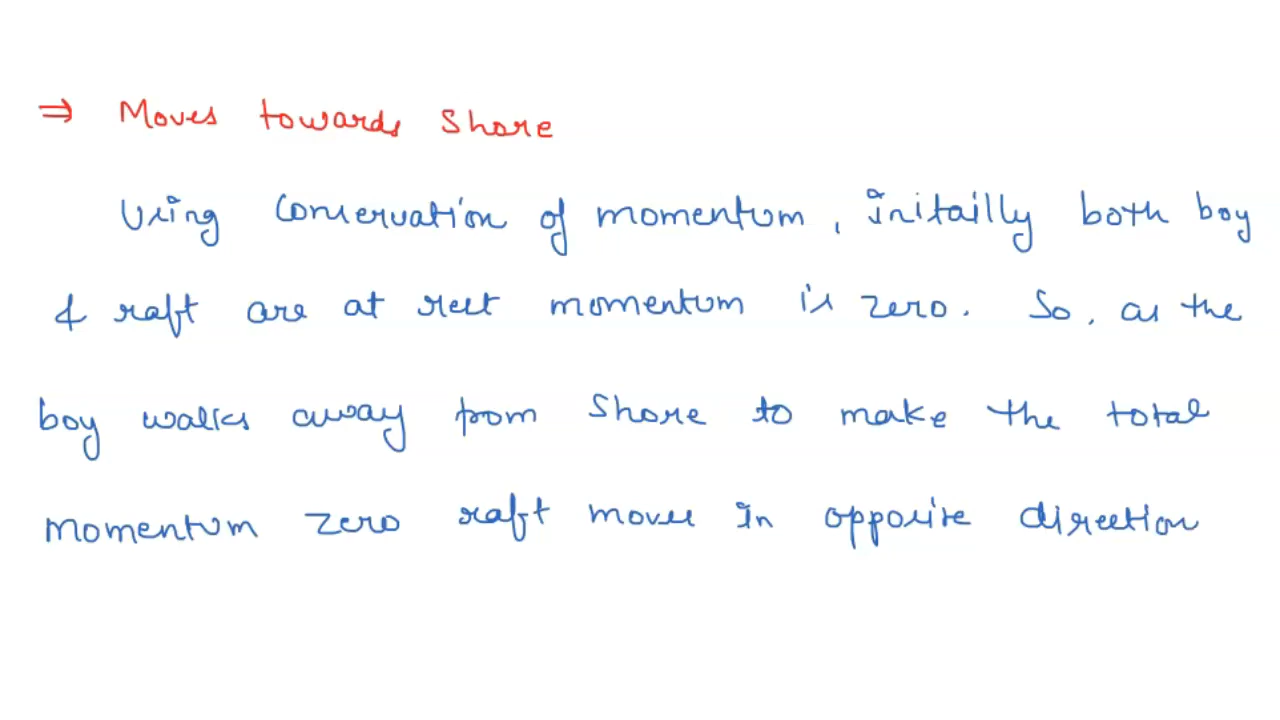 ⇒ Moves towards Shore
Using Conservation of momentum, initailly both boy
& raft are at rest momentum is zero. So, as the
boy walks away from Shore to make the total
momentum zero raft moves in opposite direction